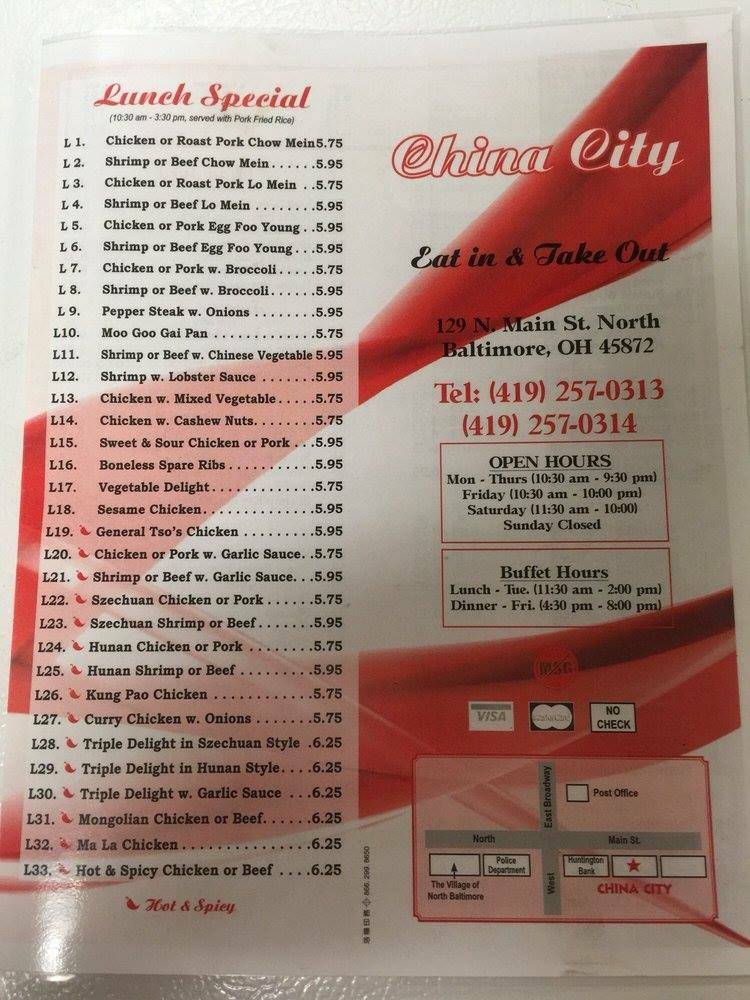 Lunch Special
(10:30 am - 3:30 pm, served with Pork Fried Rice)
L 1. Chicken or Roast Pork Chow Mein5.75
L 2. Shrimp or Beef Chow Mein......5.95
L 3. Chicken or Roast Pork Lo Mein ..5.75
L 4. Shrimp or Beef Lo Mein ........5.95
L 5. Chicken or Pork Egg Foo Young ..5.95
L 6. Shrimp or Beef Egg Foo Young...5.95
L 7. Chicken or Pork w. Broccoli.....5.75
L 8. Shrimp or Beef w. Broccoli......5.95
L 9. Pepper Steak w. Onions ........5.95
L10. Moo Goo Gai Pan .............5.75
L11. Shrimp or Beef w. Chinese Vegetable 5.95
L12. Shrimp w. Lobster Sauce .......5.95
L13. Chicken w. Mixed Vegetable.....5.75
L14. Chicken w. Cashew Nuts........5.75
L15. Sweet & Sour Chicken or Pork ...5.95
L16. Boneless Spare Ribs...........5.95
L17. Vegetable Delight.............5.75
L18. Sesame Chicken..............5.95
L19. General Tso's Chicken .........5.95
L20. Chicken or Pork w. Garlic Sauce..5.75
L21. Shrimp or Beef w. Garlic Sauce...5.95
L22. Szechuan Chicken or Pork ......5.75
L23. Szechuan Shrimp or Beef.......5.95
L24. Hunan Chicken or Pork ........5.75
L25. Hunan Shrimp or Beef .........5.95
L26. Kung Pao Chicken ............5.75
L27. Curry Chicken w. Onions .......5.75
L28. Triple Delight in Szechuan Style .6.25
L29. Triple Delight in Hunan Style....6.25
L30. Triple Delight w. Garlic Sauce ...6.25
L31. Mongolian Chicken or Beef......6.25
L32. Ma La Chicken...............6.25
L33. Hot & Spicy Chicken or Beef ....6.25
Hot & Spicy
866.299.8650
China City
Eat in & Take Out
129 N. Main St. North
Baltimore, OH 45872
Tel: (419) 257-0313
(419) 257-0314
OPEN HOURS
Mon - Thurs (10:30 am - 9:30 pm)
Friday (10:30 am - 10:00 pm)
Saturday (11:30 am - 10:00)
Sunday Closed
Buffet Hours
Lunch - Tue. (11:30 am - 2:00 pm)
Dinner - Fri. (4:30 pm - 8:00 pm)
MSG
VISA
MasterCard
NO
CHECK
East Broadway
Post Office
North
Main St.
Police
Department
Huntington
Bank
West
The Village of
North Baltimore
CHINA CITY